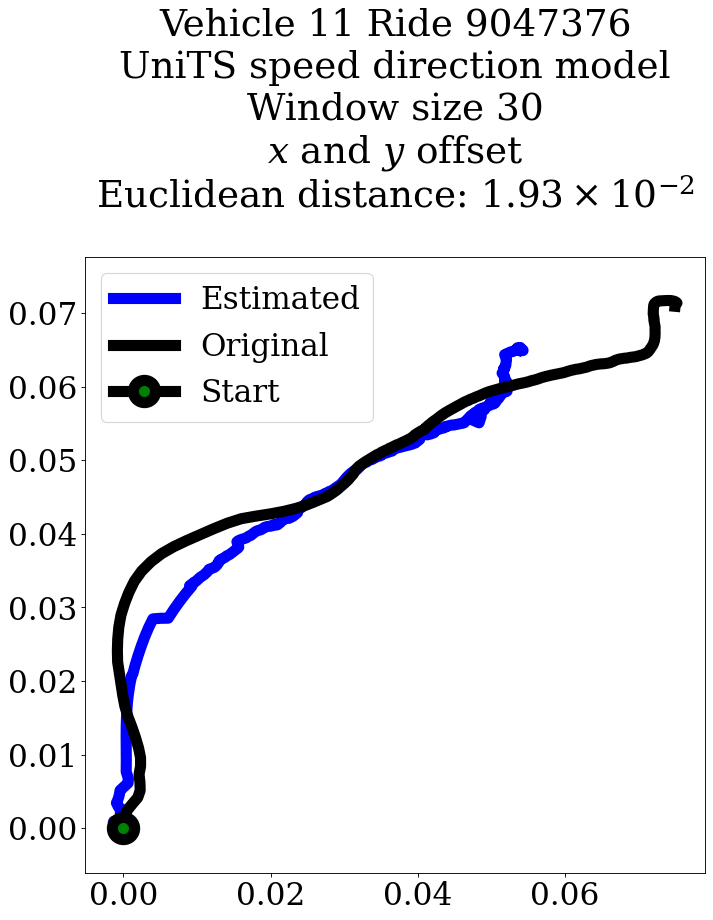 Vehicle 11 Ride 9047376
UniTS speed direction model
Window size 30
x and y offset
Euclidean distance: 1.93 × 10⁻²
Estimated
Original
Start
0.07
0.06
0.05
0.04
0.03
0.02
0.01
0.00
0.00 0.02 0.04 0.06